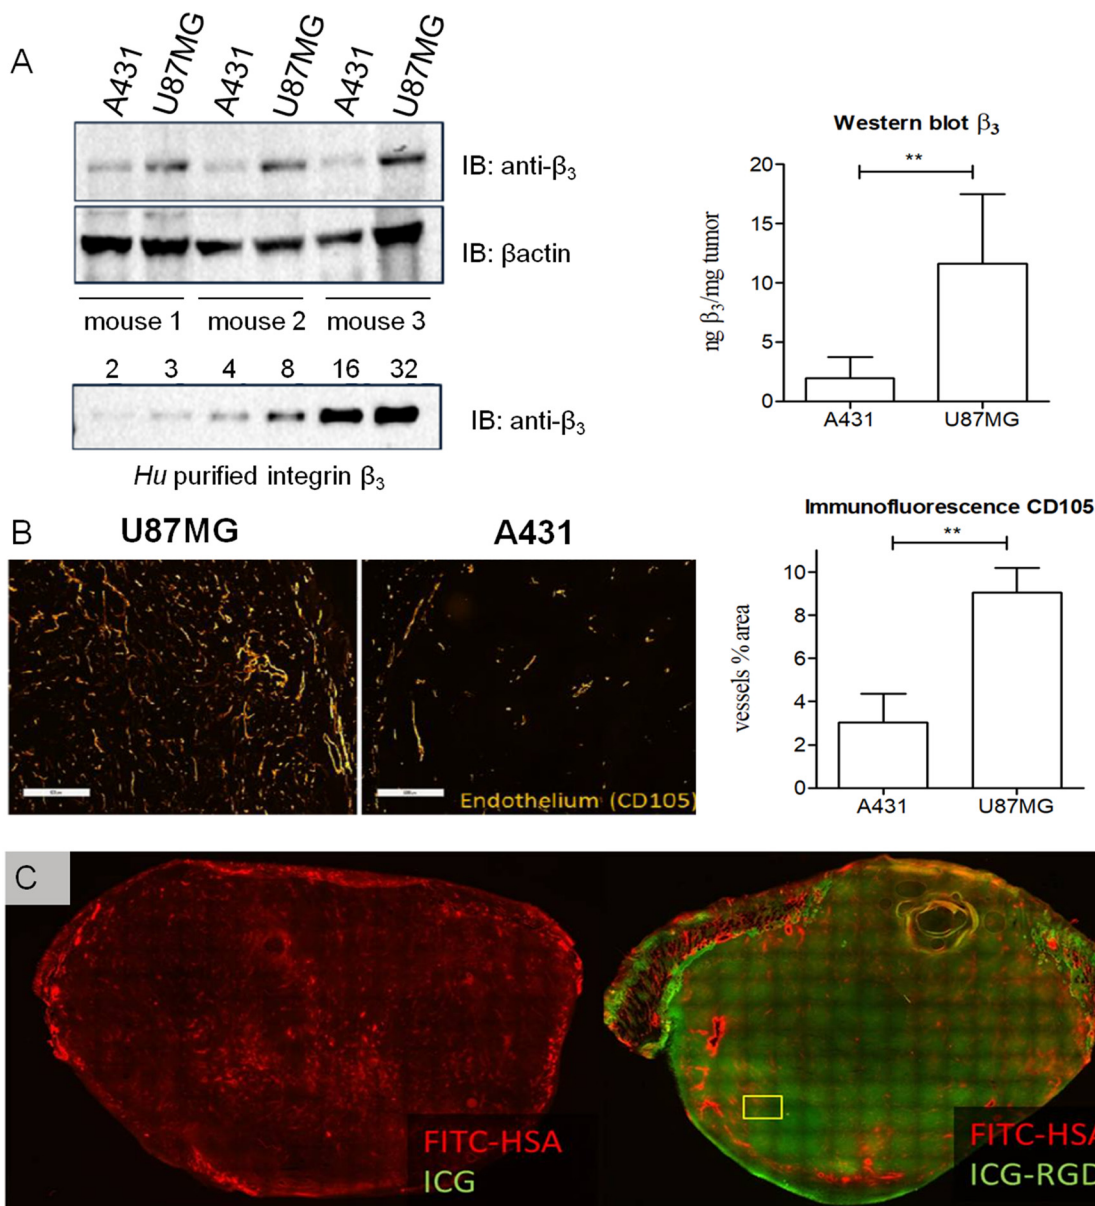 A
A431
U87MG
A431
U87MG
A431
U87MG
IB: anti-β₃
IB: βactin
mouse 1
mouse 2
mouse 3
2 3 4 8 16 32
IB: anti-β₃
Hu purified integrin β₃
Western blot β₃
**
20
15
10
5
0
ng β₃/mg tumor
A431
U87MG
B
U87MG
A431
Endothelium (CD105)
Immunofluorescence CD105
**
10
8
6
4
2
0
vessels % area
A431
U87MG
C
FITC-HSA
ICG
FITC-HSA
ICG-RGD